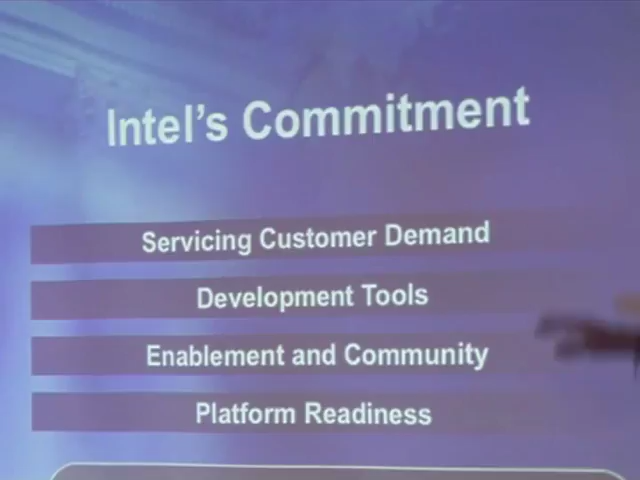 Intel's Commitment
Servicing Customer Demand
Development Tools
Enablement and Community
Platform Readiness